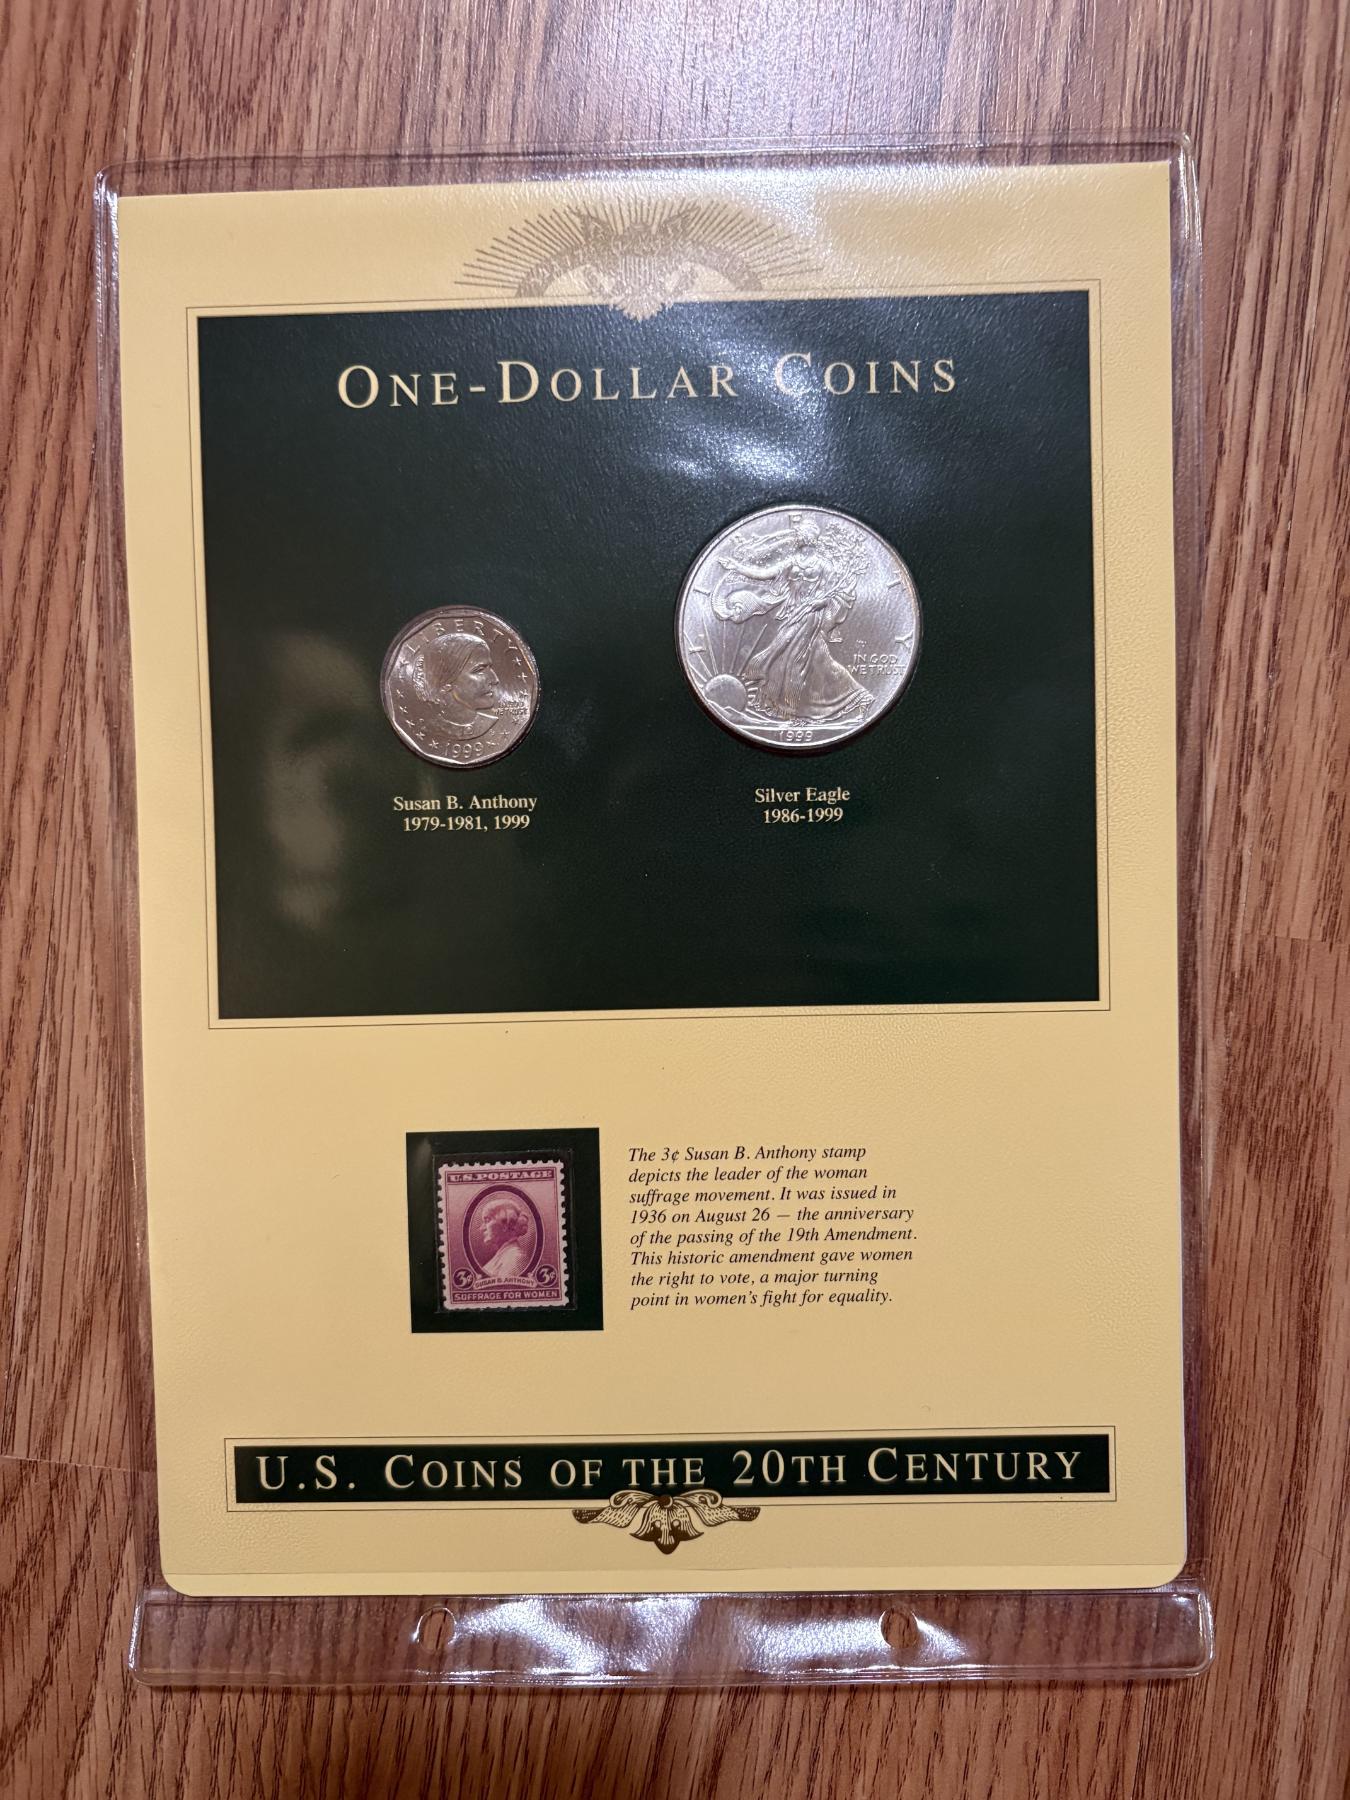 ONE-DOLLAR COINS
LIBERTY
IN GOD
WE TRUST
1999
LIBERTY
IN GOD
WE TRUST
1999
Susan B. Anthony
1979-1981, 1999
Silver Eagle
1986-1999
U.S. POSTAGE
3¢ SUSAN B. ANTHONY 3¢
SUFFRAGE FOR WOMEN
The 3¢ Susan B. Anthony stamp
depicts the leader of the woman
suffrage movement. It was issued in
1936 on August 26 — the anniversary
of the passing of the 19th Amendment.
This historic amendment gave women
the right to vote, a major turning
point in women's fight for equality.
U.S. COINS OF THE 20TH CENTURY